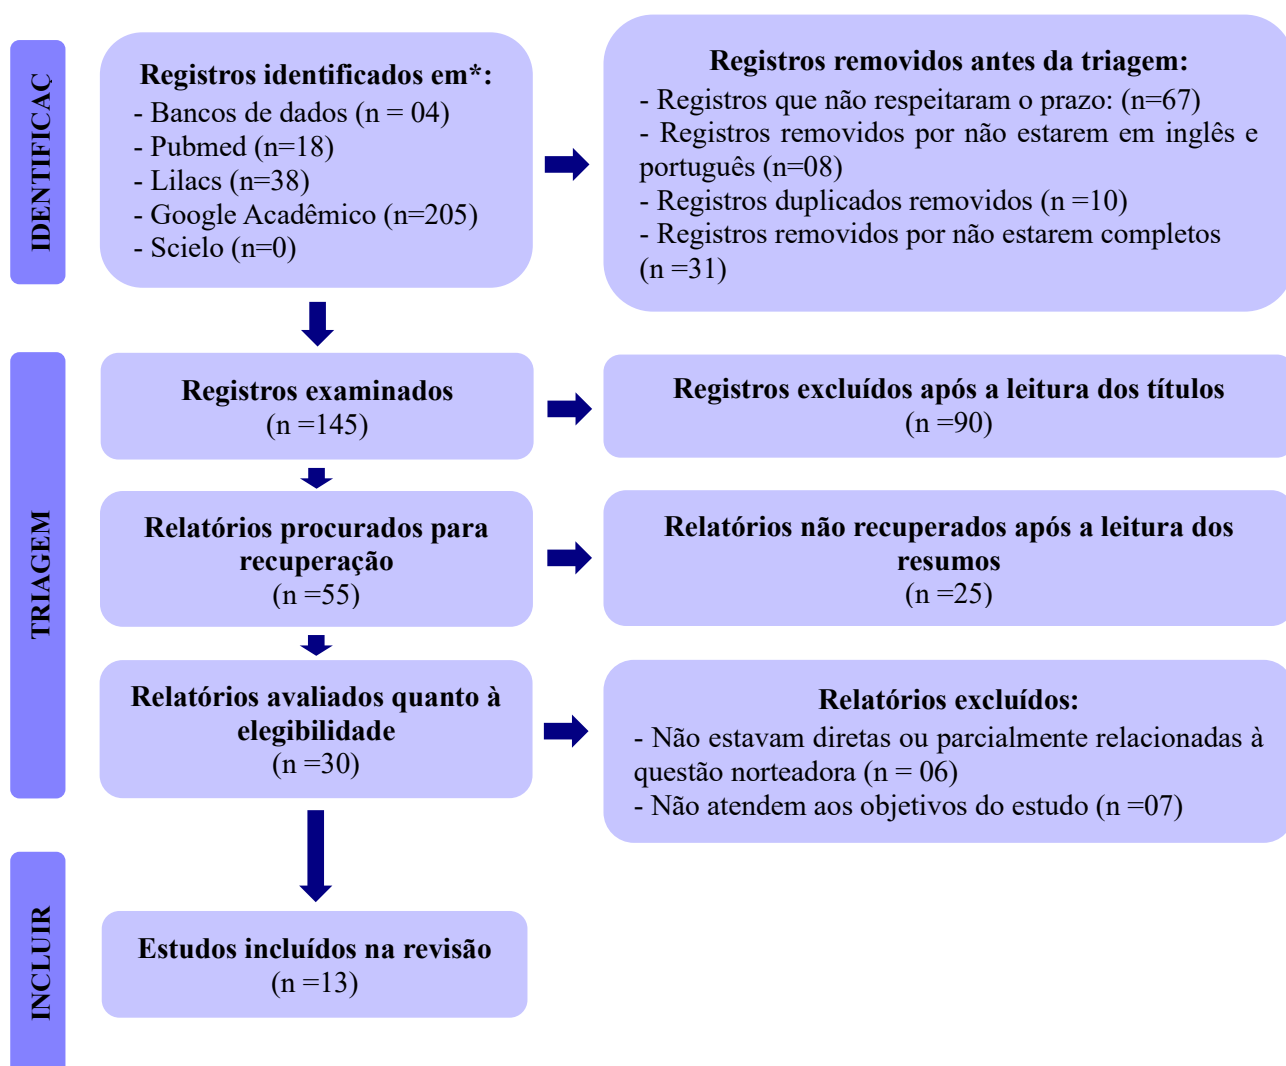 IDENTIFICAÇ
Registros identificados em*:
- Bancos de dados (n = 04)
- Pubmed (n=18)
- Lilacs (n=38)
- Google Acadêmico (n=205)
- Scielo (n=0)
Registros removidos antes da triagem:
- Registros que não respeitaram o prazo: (n=67)
- Registros removidos por não estarem em inglês e
português (n=08)
- Registros duplicados removidos (n =10)
- Registros removidos por não estarem completos
(n =31)
TRIAGEM
Registros examinados
(n =145)
Registros excluídos após a leitura dos títulos
(n =90)
Relatórios procurados para
recuperação
(n =55)
Relatórios não recuperados após a leitura dos
resumos
(n =25)
Relatórios avaliados quanto à
elegibilidade
(n =30)
Relatórios excluídos:
- Não estavam diretas ou parcialmente relacionadas à
questão norteadora (n = 06)
- Não atendem aos objetivos do estudo (n =07)
INCLUIR
Estudos incluídos na revisão
(n =13)